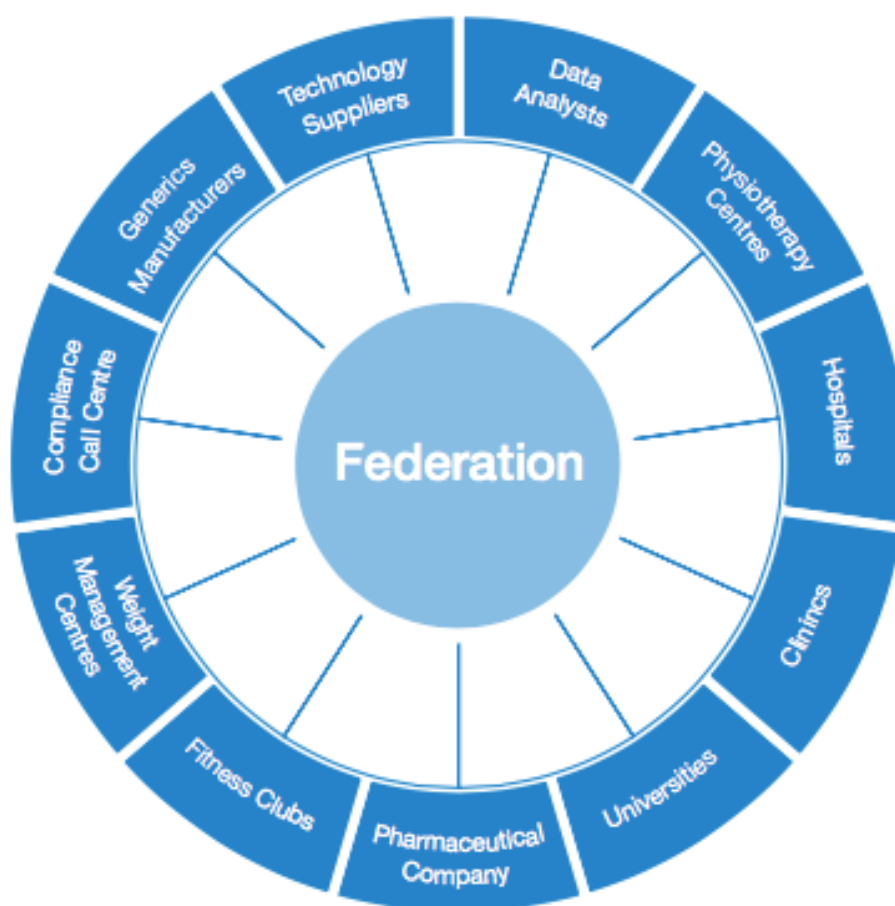 Technology
Suppliers
Data
Analysts
Physiotherapy
Centres
Hospitals
Clinincs
Universities
Pharmaceutical
Company
Fitness Clubs
Weight
Management
Centres
Compliance
Call Centre
Generics
Manufacturers
Federation